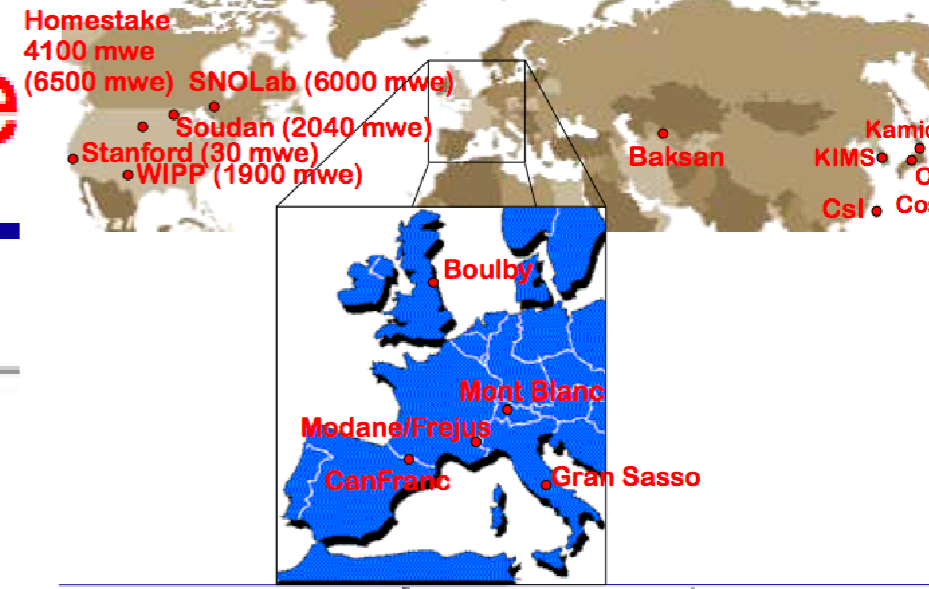 Homestake
4100 mwe
(6500 mwe) SNOLab (6000 mwe)
Soudan (2040 mwe)
Stanford (30 mwe)
WIPP (1900 mwe)
Baksan
KIMS
CsI
Boulby
Mont Blanc
Modane/Frejus
CanFranc
Gran Sasso